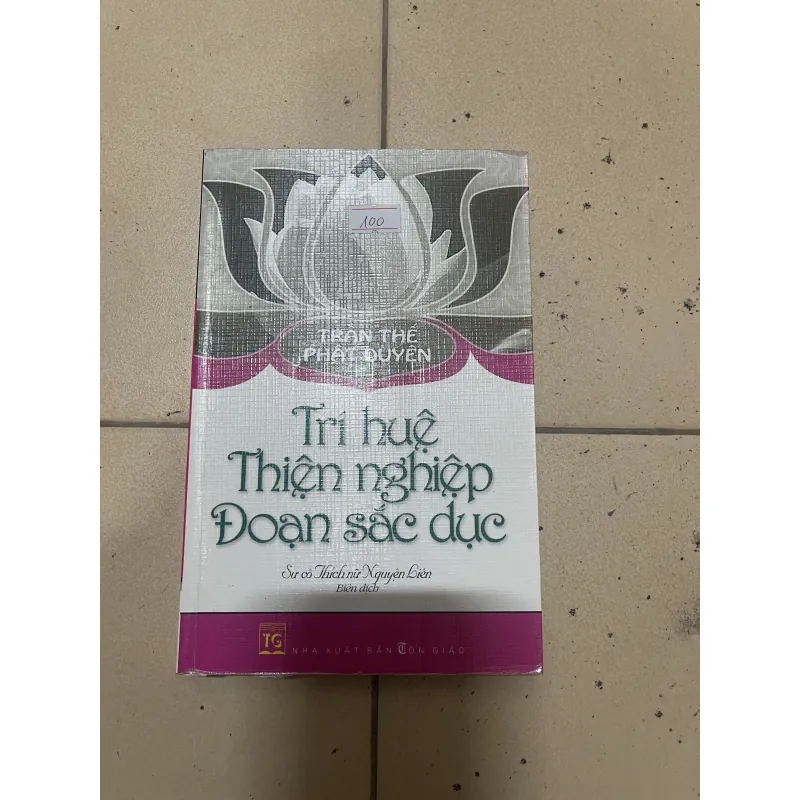 100
TRẦN THẾ
PHẬT DUYÊN
Trí huệ
Thiện nghiệp
Đoạn sắc dục
Sư cô Thích nữ Nguyện Liên
Biên dịch
TG
NHÀ XUẤT BẢN TÔN GIÁO